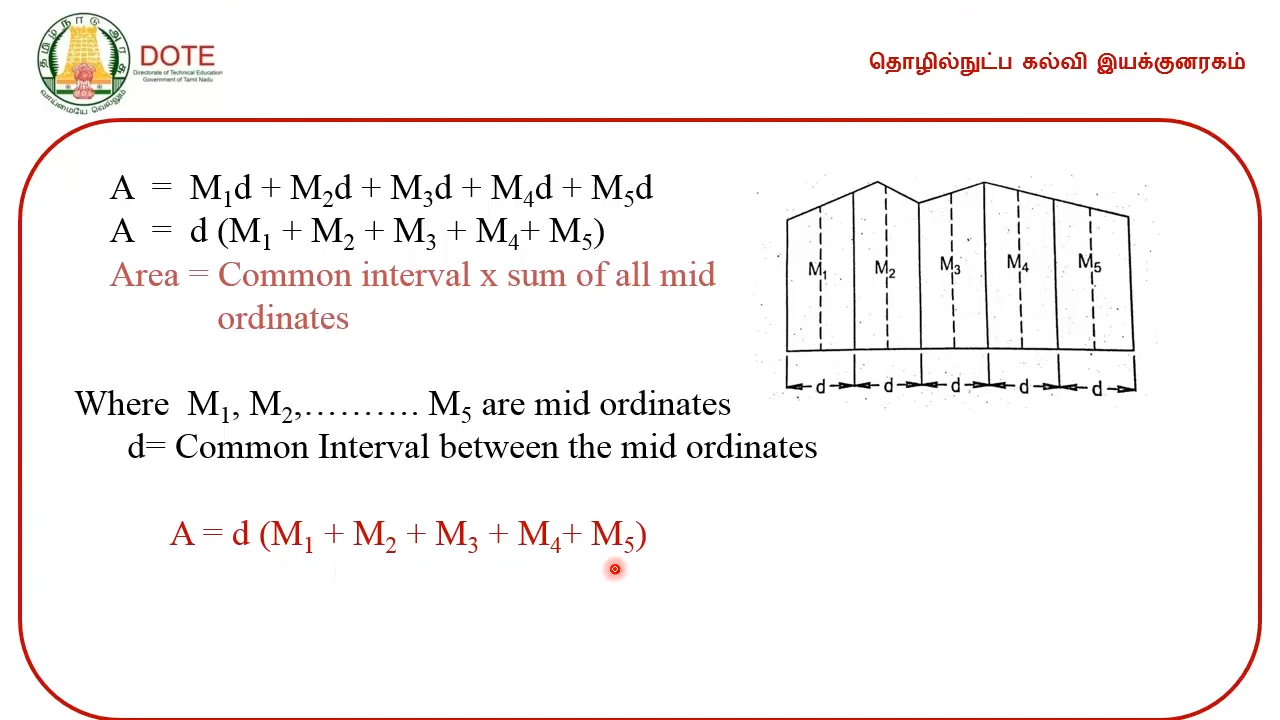 தமிழ்நாடு அரசு
வாய்மையே வெல்லும்
DOTE
Directorate of Technical Education
Government of Tamil Nadu
தொழில்நுட்ப கல்வி இயக்குனரகம்
A = M₁d + M₂d + M₃d + M₄d + M₅d
A = d (M₁ + M₂ + M₃ + M₄+ M₅)
Area = Common interval x sum of all mid
ordinates
M₁ M₂ M₃ M₄ M₅
d d d d d
Where M₁, M₂,………. M₅ are mid ordinates
d= Common Interval between the mid ordinates
A = d (M₁ + M₂ + M₃ + M₄+ M₅)